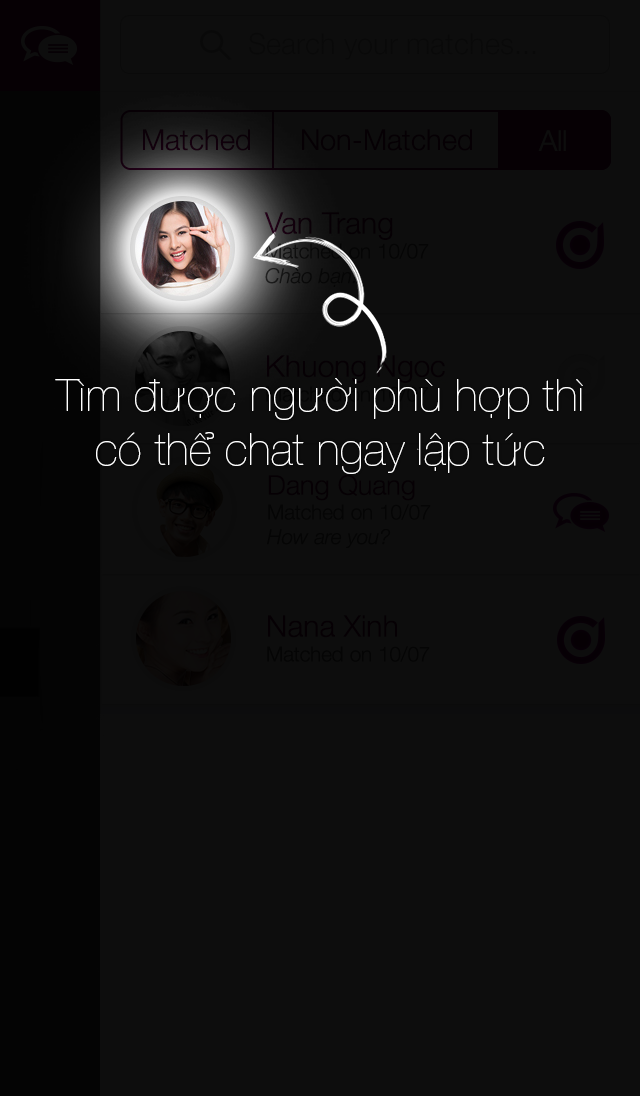 Search your matches...
Matched
Non-Matched
All
Van Trang
Matched on 10/07
Chào bạn
Khuong Ngoc
Tìm được người phù hợp thì
có thể chat ngay lập tức
Dang Quang
Matched on 10/07
How are you?
Nana Xinh
Matched on 10/07